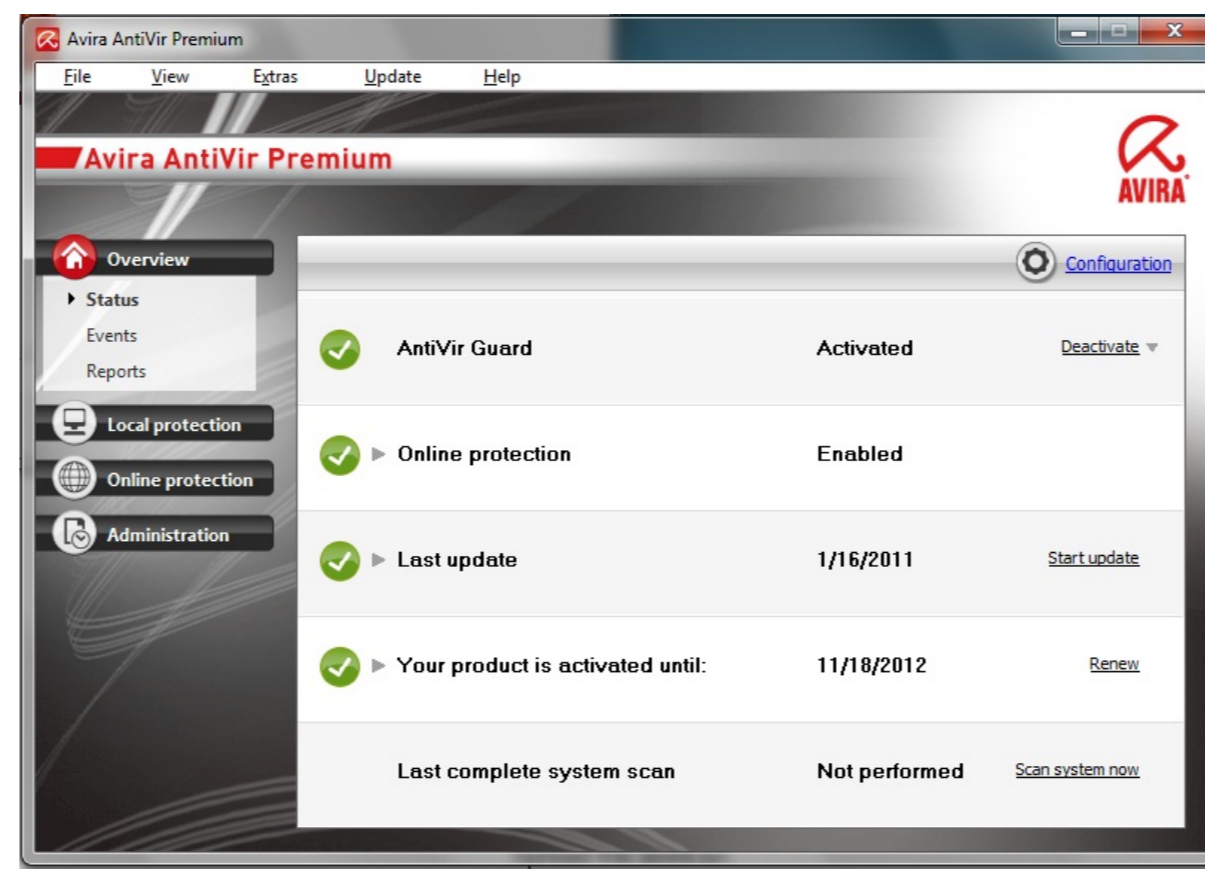 Avira AntiVir Premium
File View Extras Update Help
Avira AntiVir Premium
AVIRA
Overview
Configuration
Status
Events
Reports
Local protection
Online protection
Administration
AntiVir Guard Activated Deactivate
Online protection Enabled
Last update 1/16/2011 Start update
Your product is activated until: 11/18/2012 Renew
Last complete system scan Not performed Scan system now